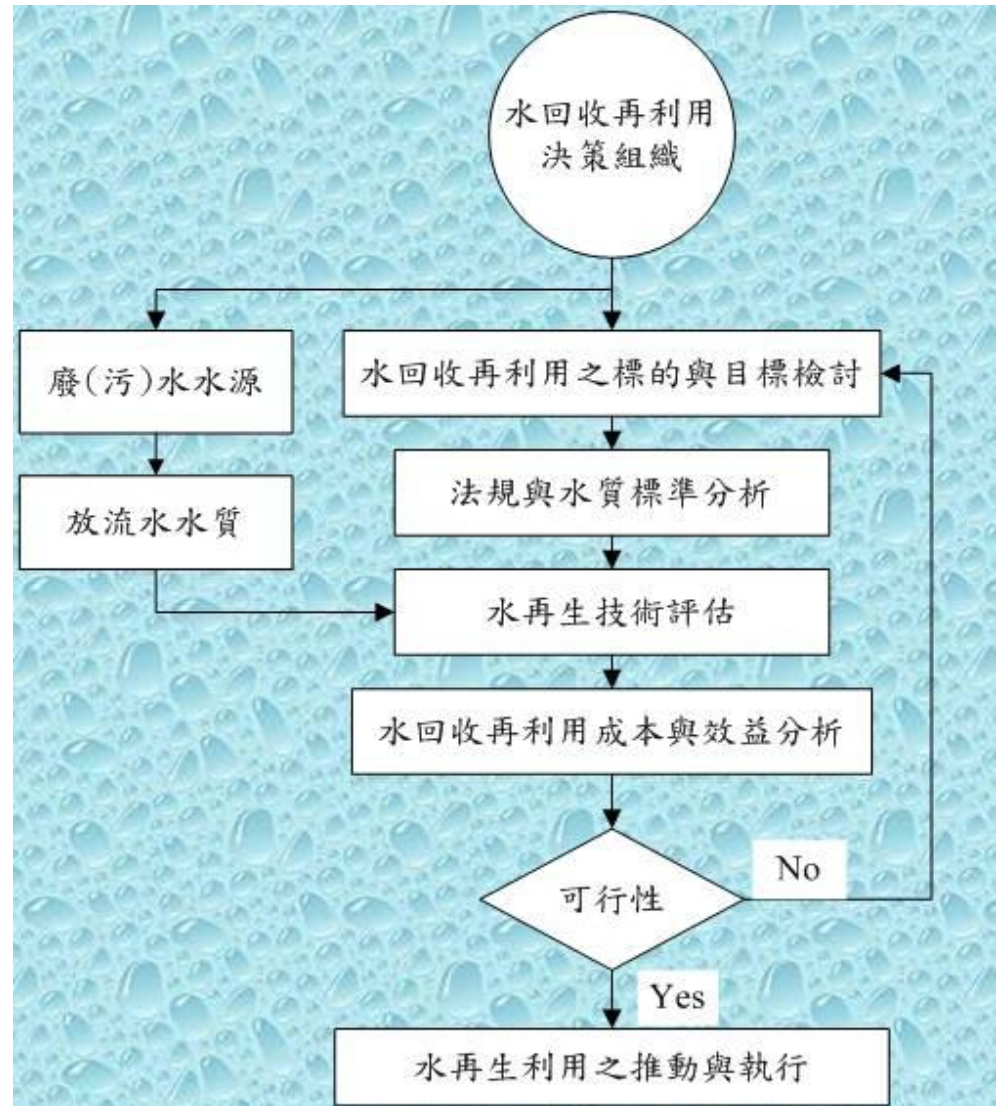 水回收再利用
決策組織
廢(污)水水源
水回收再利用之標的與目標檢討
法規與水質標準分析
放流水水質
水再生技術評估
水回收再利用成本與效益分析
可行性
No
Yes
水再生利用之推動與執行